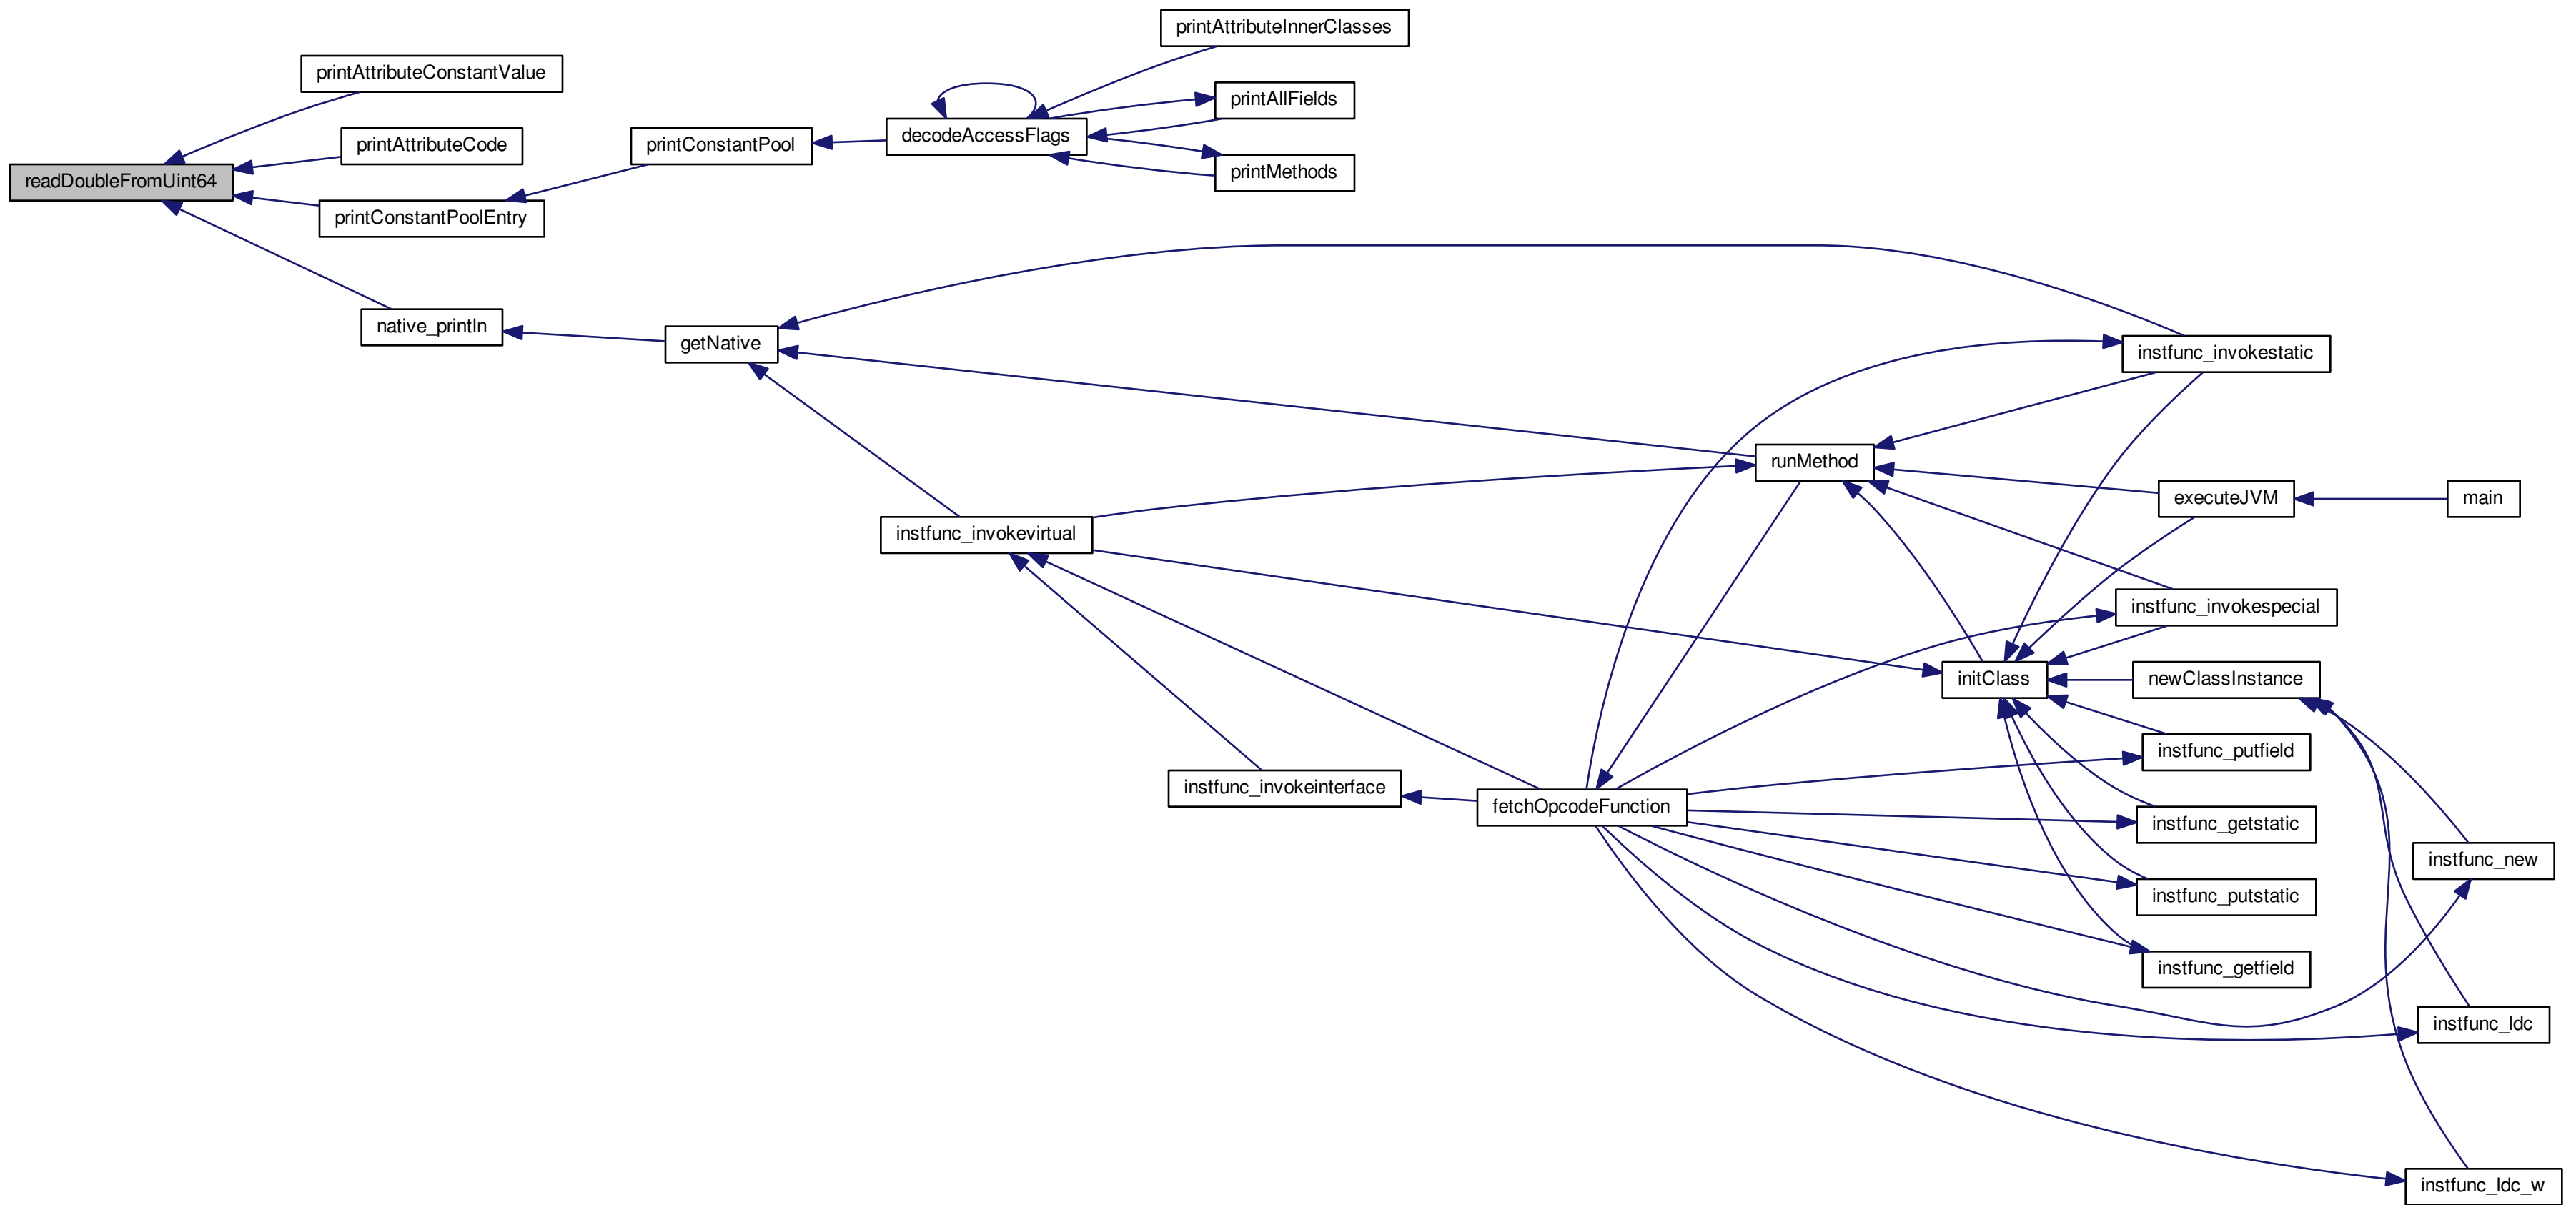 printAttributeInnerClasses
printAttributeConstantValue
printAllFields
decodeAccessFlags
printAttributeCode
printConstantPool
printMethods
readDoubleFromUint64
printConstantPoolEntry
native_println
getNative
instfunc_invokestatic
runMethod
executeJVM
main
instfunc_invokevirtual
instfunc_invokespecial
initClass
newClassInstance
instfunc_putfield
instfunc_invokeinterface
fetchOpcodeFunction
instfunc_getstatic
instfunc_new
instfunc_putstatic
instfunc_getfield
instfunc_ldc
instfunc_ldc_w